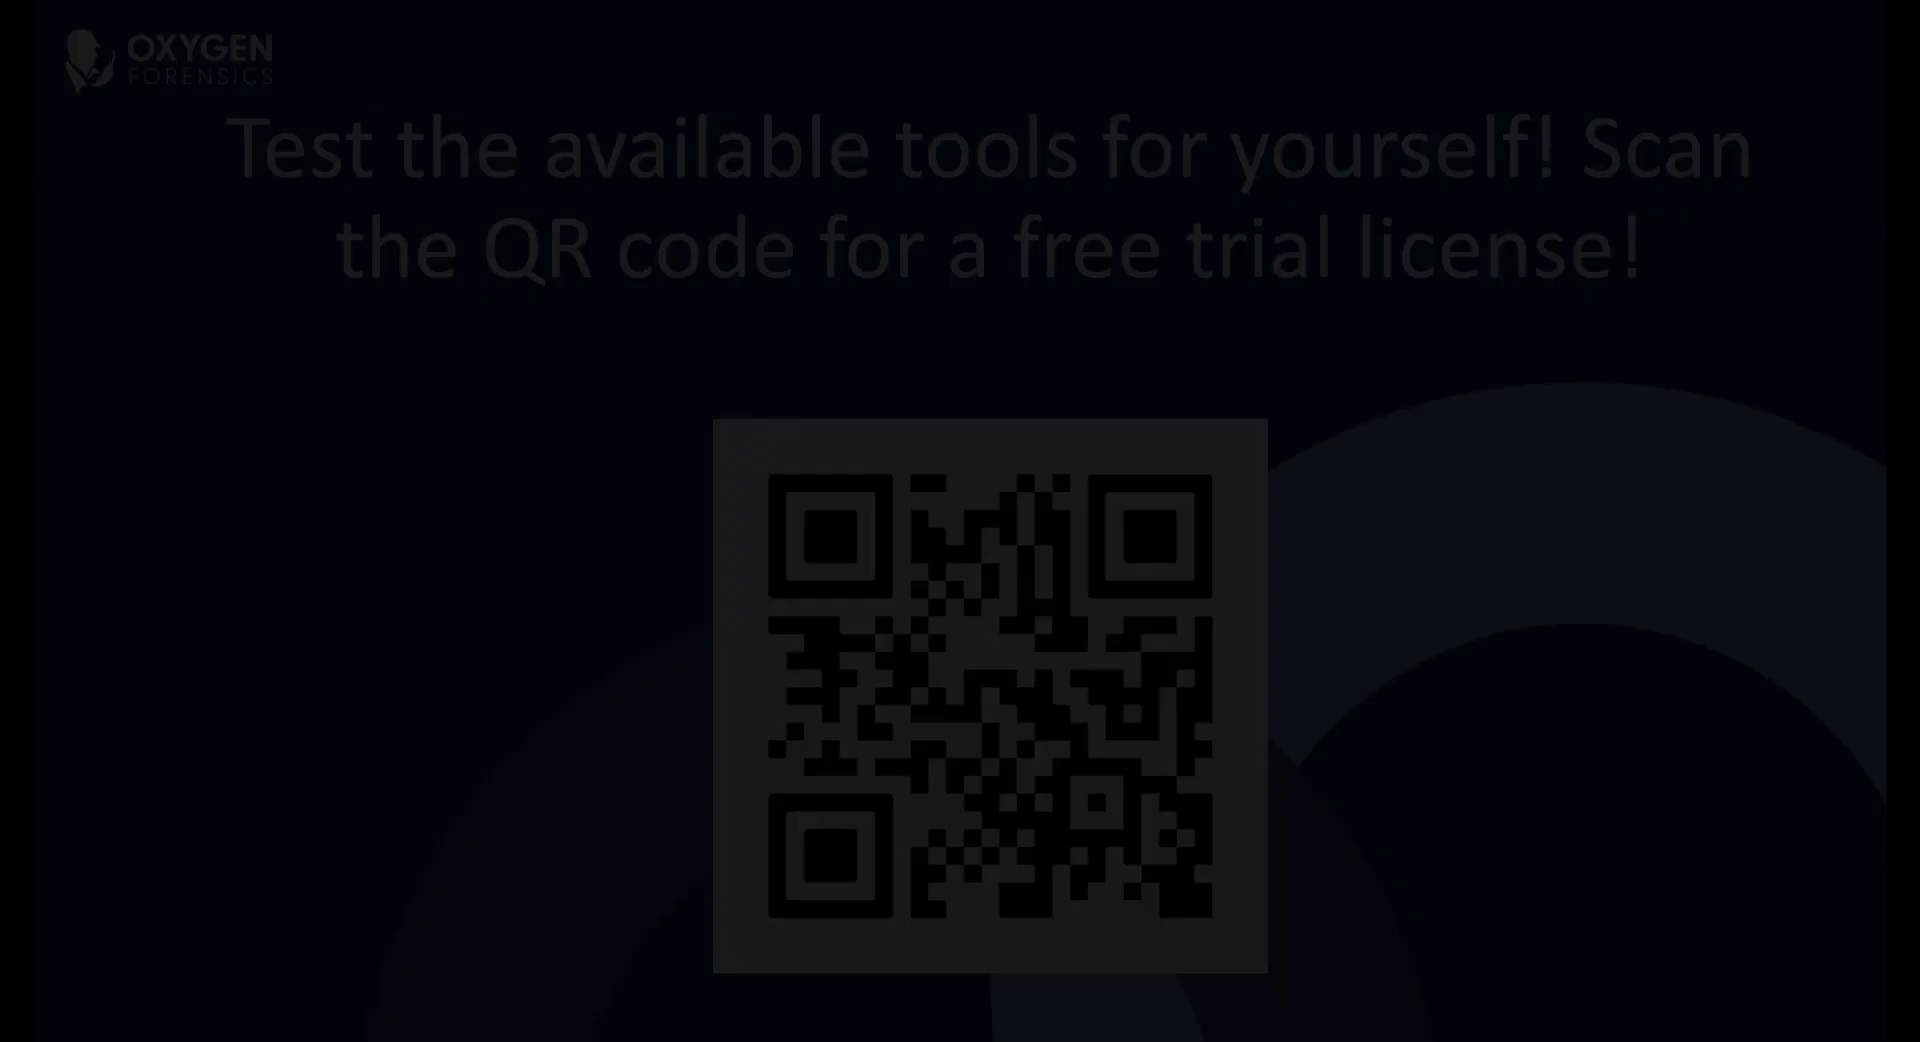 OXYGEN
FORENSICS
Test the available tools for yourself! Scan
the QR code for a free trial license!